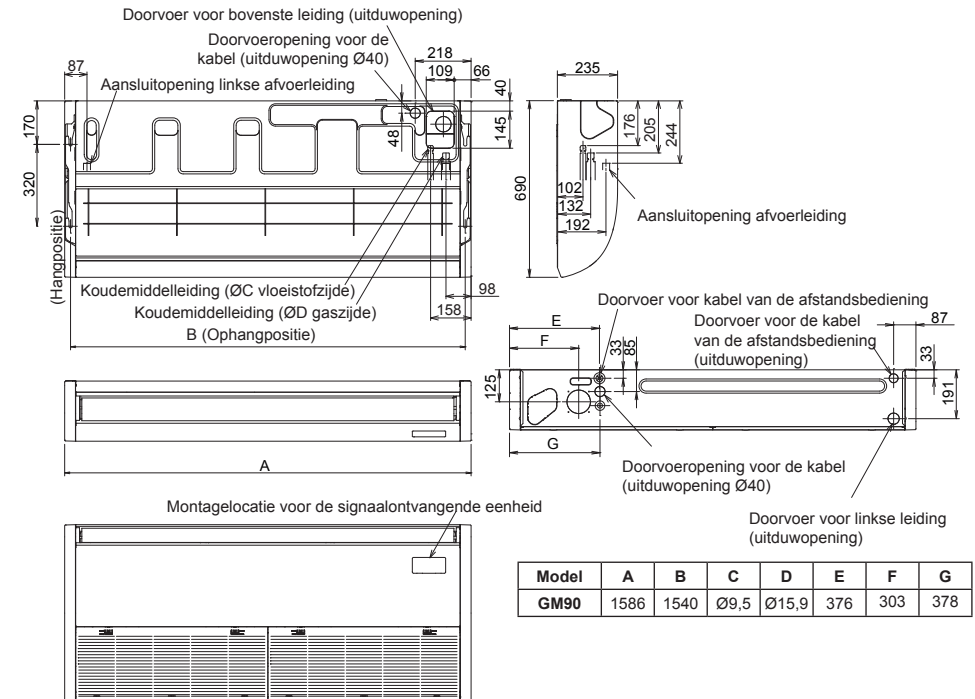 Doorvoer voor bovenste leiding (uitduwopening)
Doorvoeropening voor de
kabel (uitduwopening Ø40)
218
87
109
66
40
Aansluitopening linkse afvoerleiding
170
48
145
320
(Hangpositie)
Koudemiddelleiding (ØC vloeistofzijde)
98
Koudemiddelleiding (ØD gaszijde)
158
B (Ophangpositie)
235
176
205
244
690
102
132
192
Aansluitopening afvoerleiding
Doorvoer voor kabel van de afstandsbediening
Doorvoer voor de kabel
van de afstandsbediening
(uitduwopening)
E
F
33
85
87
33
125
191
G
Doorvoeropening voor de kabel
(uitduwopening Ø40)
Doorvoer voor linkse leiding
(uitduwopening)
A
Montagelocatie voor de signaalontvangende eenheid
Model A B C D E F G
GM90 1586 1540 Ø9,5 Ø15,9 376 303 378